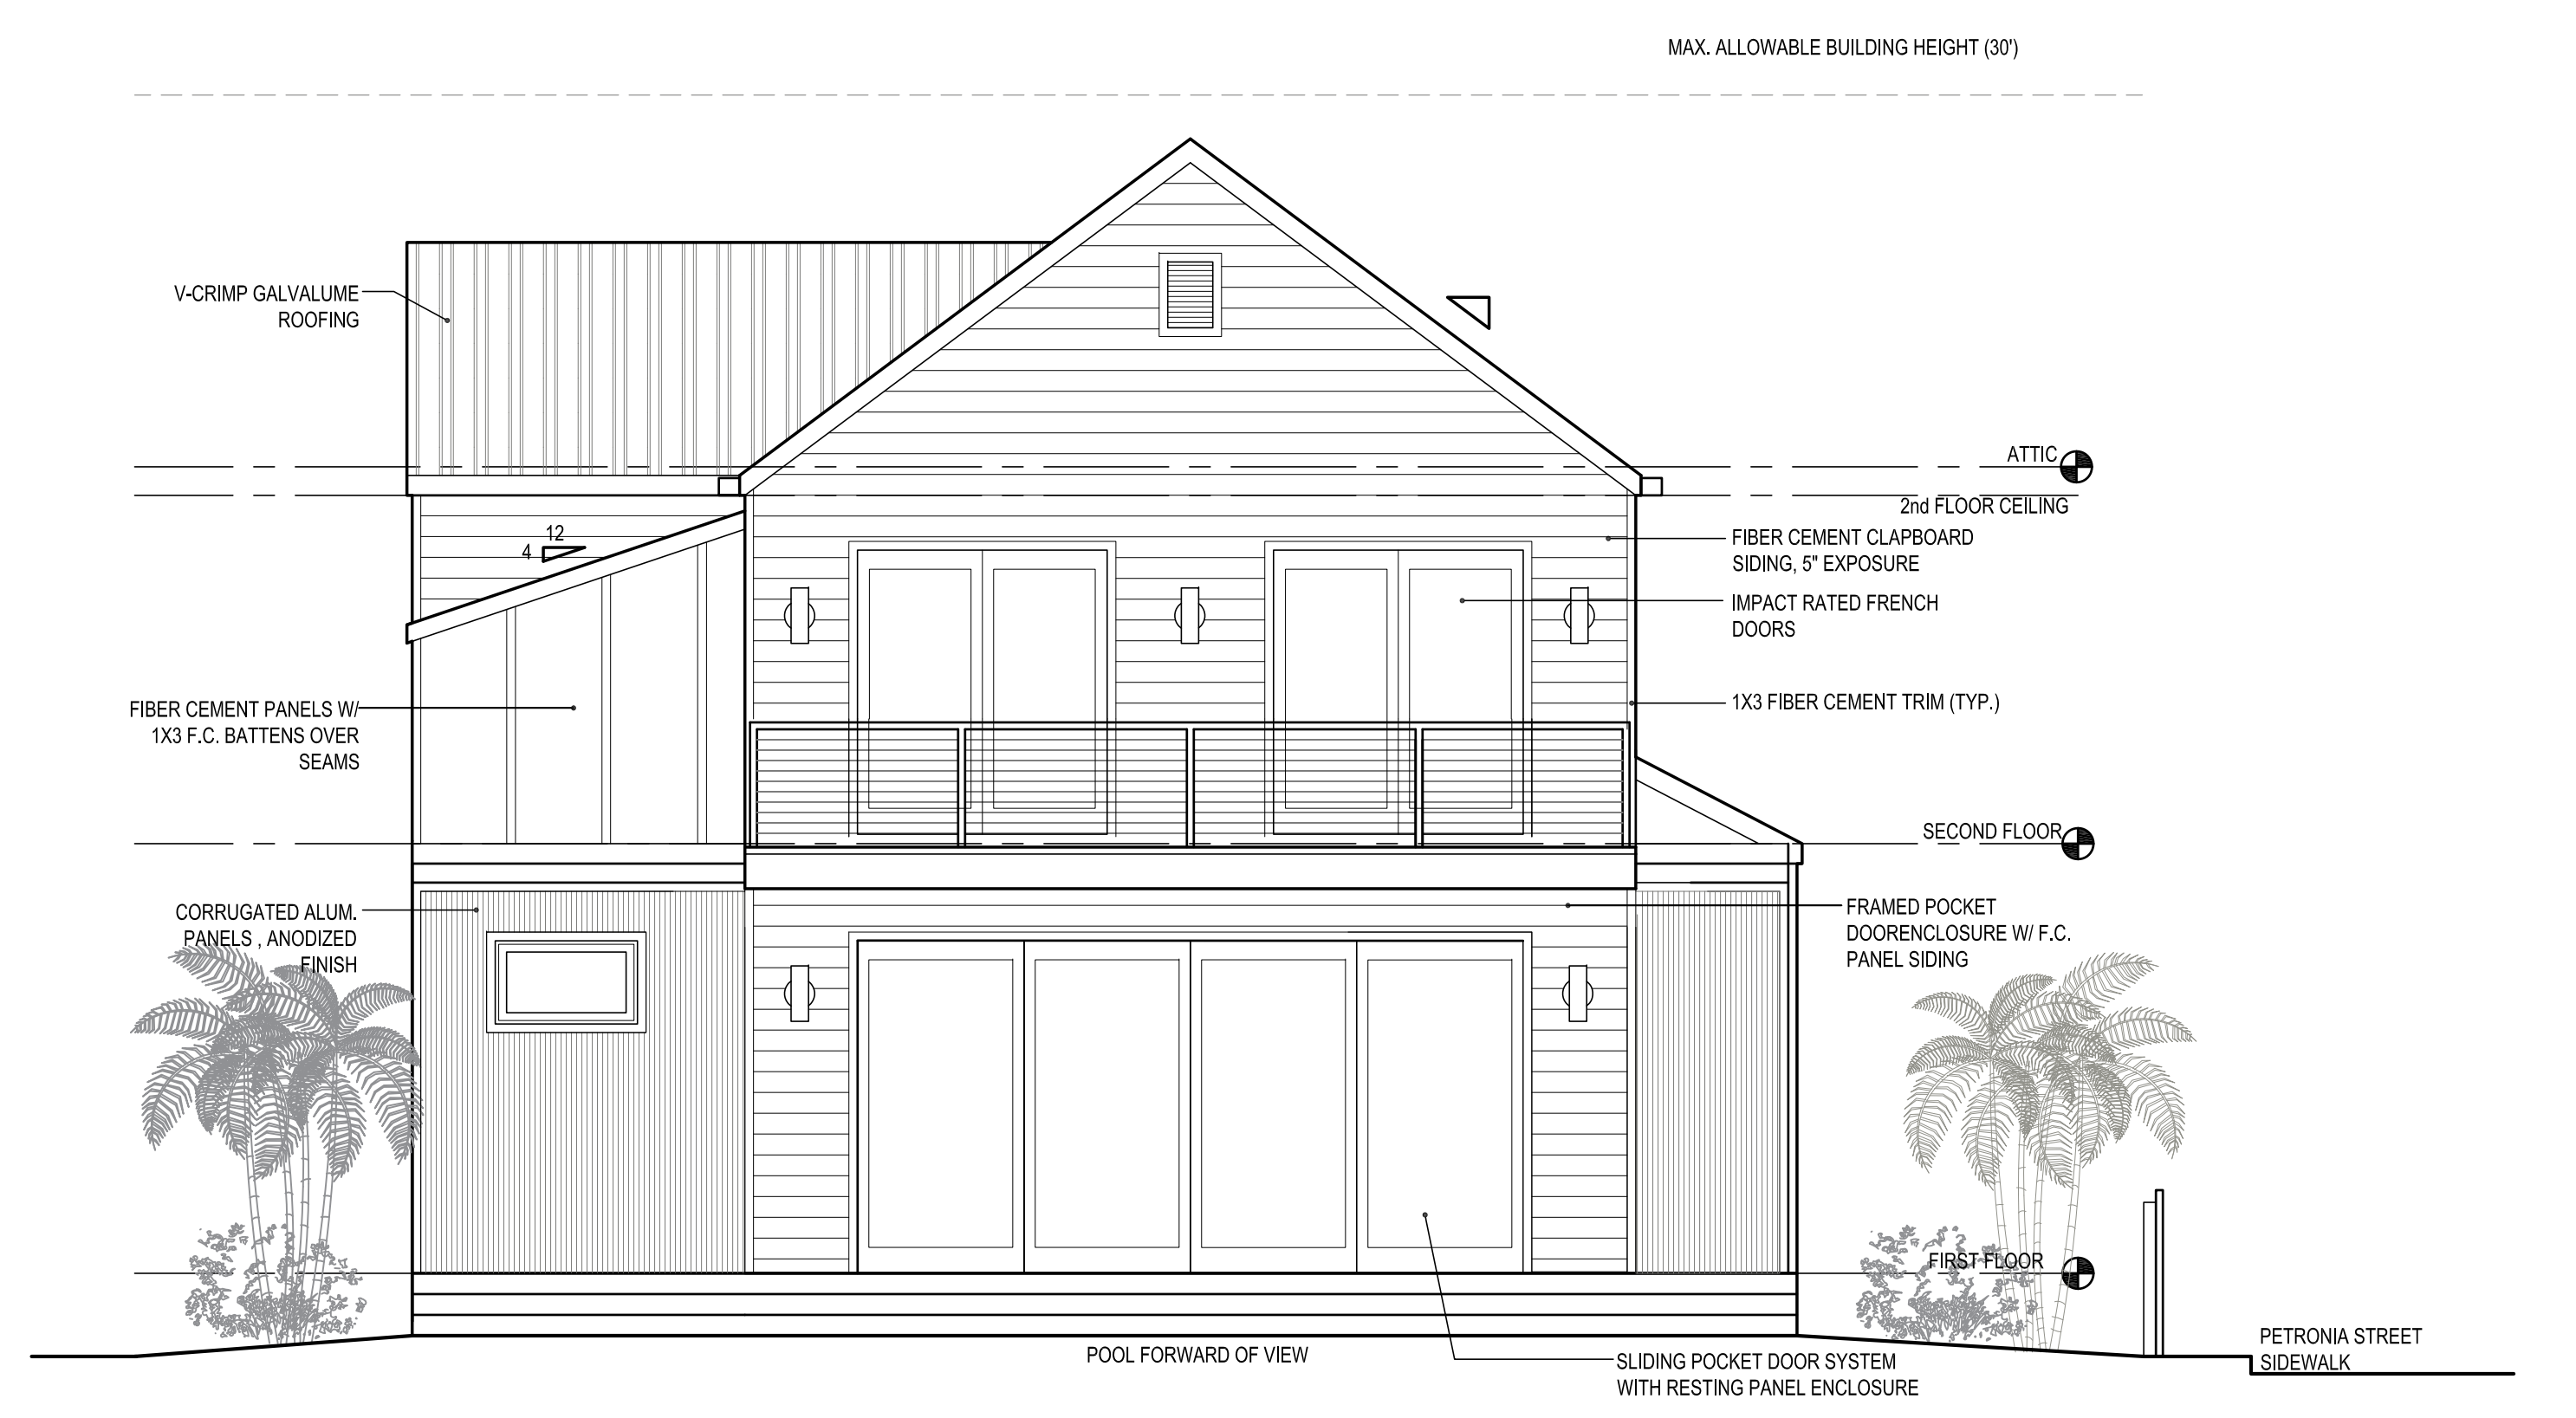 MAX. ALLOWABLE BUILDING HEIGHT (30')
V-CRIMP GALVALUME
ROOFING
ATTIC
2nd FLOOR CEILING
12
4
FIBER CEMENT CLAPBOARD
SIDING, 5" EXPOSURE
IMPACT RATED FRENCH
DOORS
1X3 FIBER CEMENT TRIM (TYP.)
FIBER CEMENT PANELS W/
1X3 F.C. BATTENS OVER
SEAMS
SECOND FLOOR
CORRUGATED ALUM.
PANELS , ANODIZED
FINISH
FRAMED POCKET
DOORENCLOSURE W/ F.C.
PANEL SIDING
FIRST FLOOR
PETRONIA STREET
SIDEWALK
POOL FORWARD OF VIEW
SLIDING POCKET DOOR SYSTEM
WITH RESTING PANEL ENCLOSURE